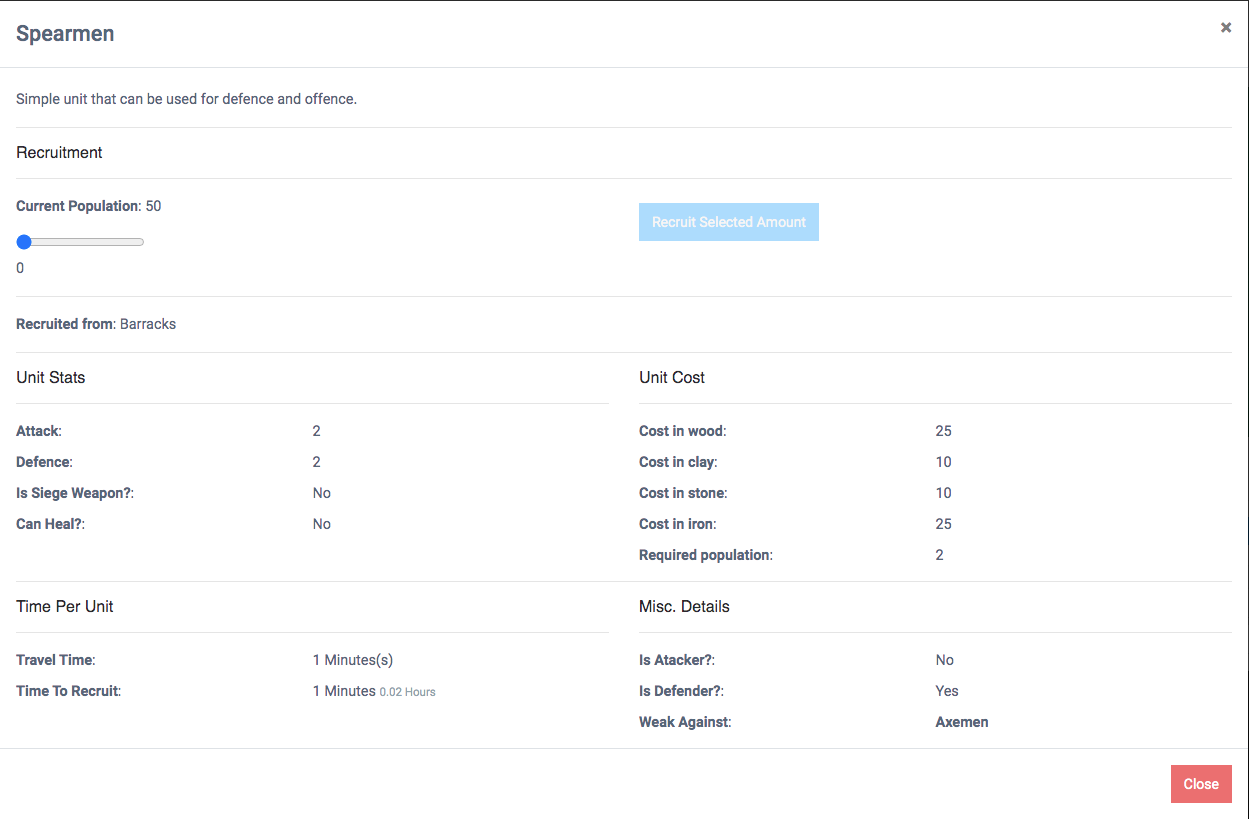 Spearmen ×
Simple unit that can be used for defence and offence.
Recruitment
Current Population: 50
Recruit Selected Amount
0
Recruited from: Barracks
Unit Stats
Attack: 2
Defence: 2
Is Siege Weapon?: No
Can Heal?: No
Unit Cost
Cost in wood: 25
Cost in clay: 10
Cost in stone: 10
Cost in iron: 25
Required population: 2
Time Per Unit
Travel Time: 1 Minutes(s)
Time To Recruit: 1 Minutes 0.02 Hours
Misc. Details
Is Atacker?: No
Is Defender?: Yes
Weak Against: Axemen
Close